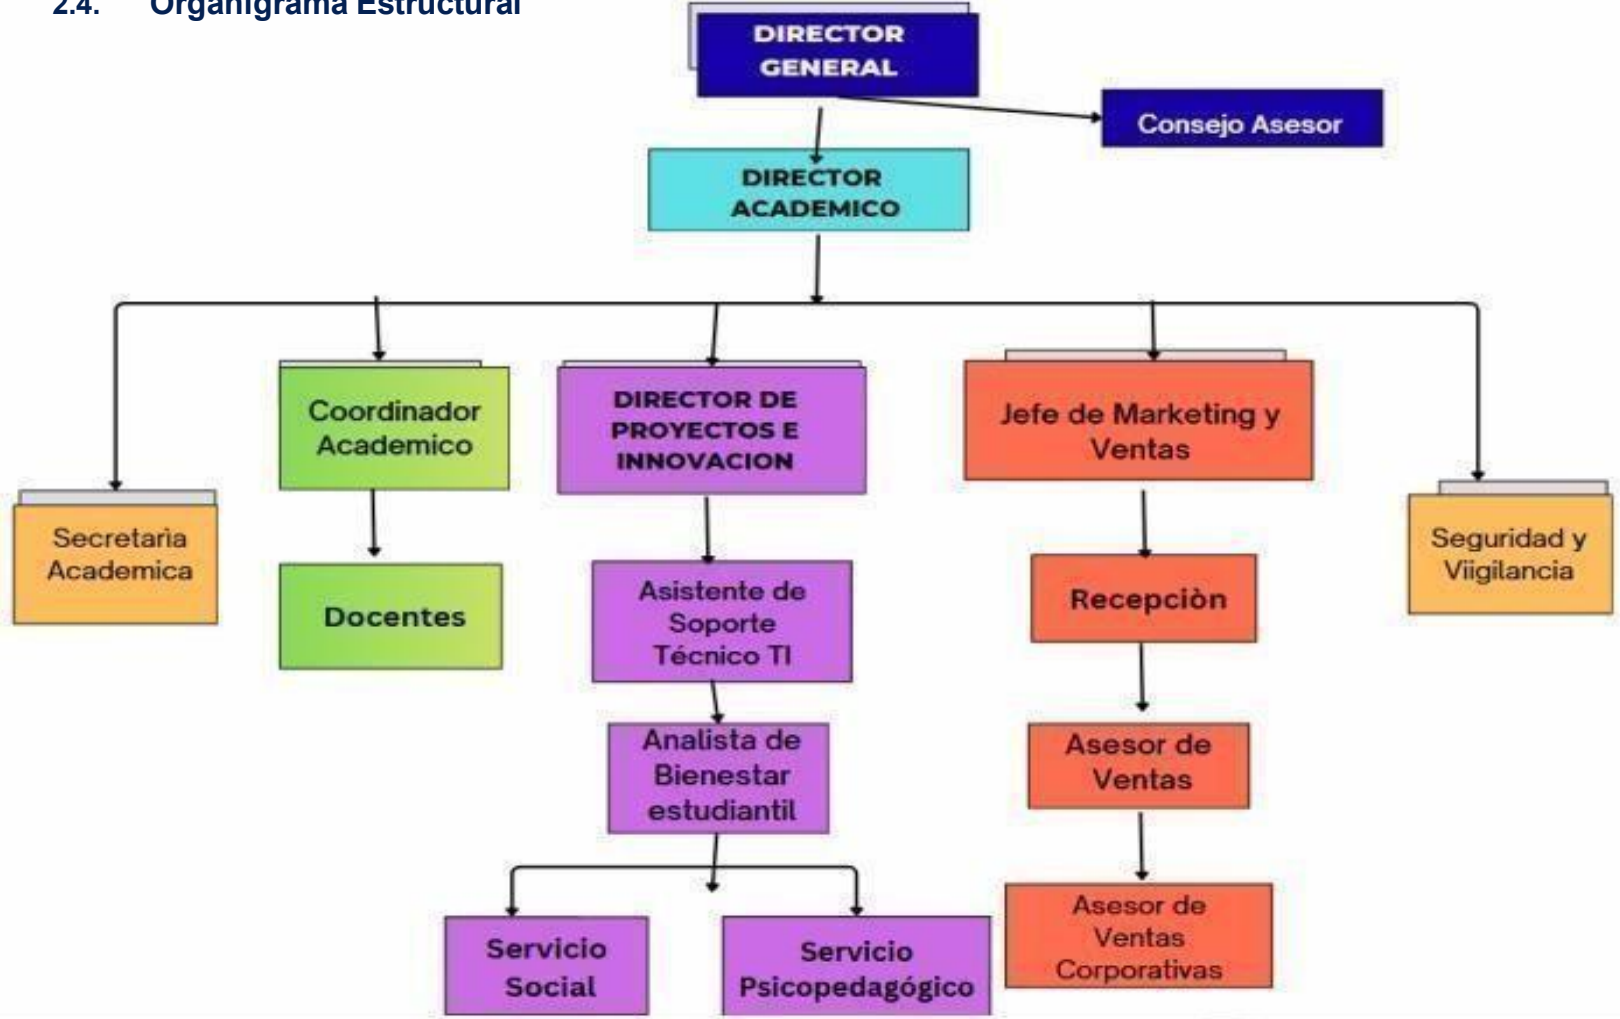 2.4. Organigrama Estructural
DIRECTOR
GENERAL
Consejo Asesor
DIRECTOR
ACADEMICO
Coordinador
Academico
DIRECTOR DE
PROYECTOS E
INNOVACION
Jefe de Marketing y
Ventas
Secretarìa
Academica
Seguridad y
Viigilancia
Docentes
Asistente de
Soporte
Técnico TI
Recepciòn
Analista de
Bienestar
estudiantil
Asesor de
Ventas
Servicio
Social
Servicio
Psicopedagógico
Asesor de
Ventas
Corporativas